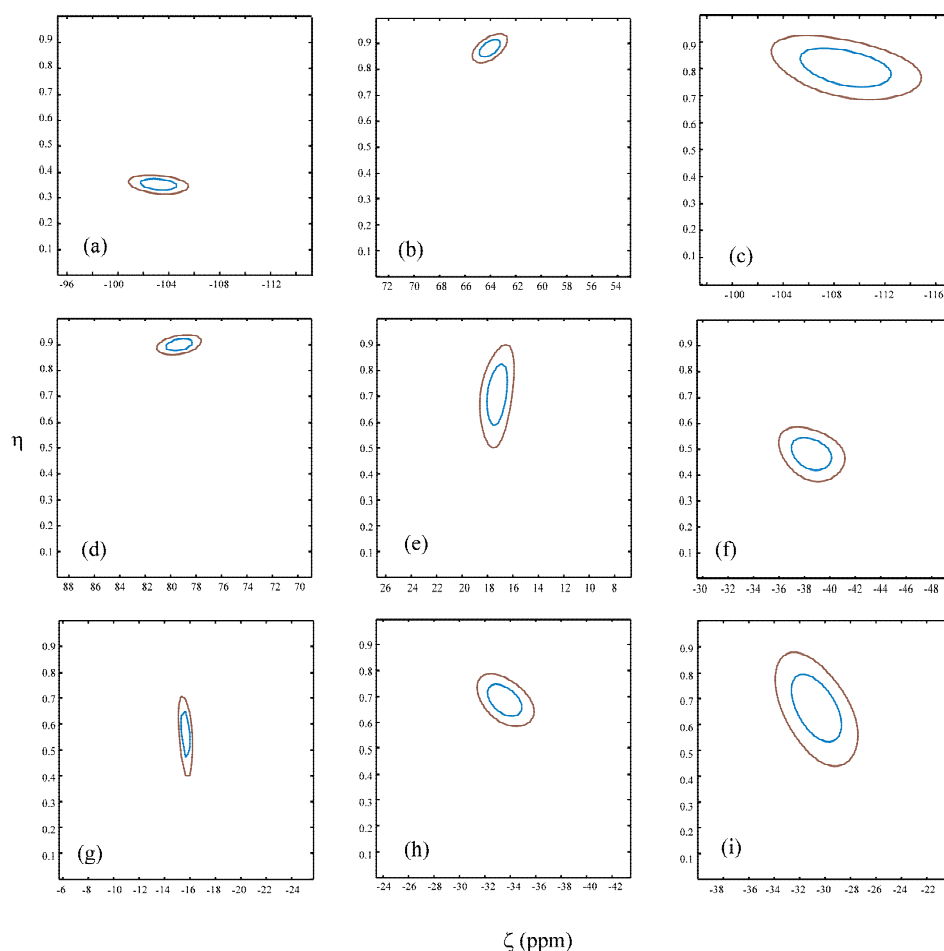 0.9 0.8 0.7 0.6 0.5 0.4 0.3 0.2 0.1
(a)
-96 -100 -104 -108 -112
0.9 0.8 0.7 0.6 0.5 0.4 0.3 0.2 0.1
(b)
72 70 68 66 64 62 60 58 56 54
0.9 0.8 0.7 0.6 0.5 0.4 0.3 0.2 0.1
(c)
-100 -104 -108 -112 -116
η
0.9 0.8 0.7 0.6 0.5 0.4 0.3 0.2 0.1
(d)
88 86 84 82 80 78 76 74 72 70
0.9 0.8 0.7 0.6 0.5 0.4 0.3 0.2 0.1
(e)
26 24 22 20 18 16 14 12 10 8
0.9 0.8 0.7 0.6 0.5 0.4 0.3 0.2 0.1
(f)
-30 -32 -34 -36 -38 -40 -42 -44 -46 -48
0.9 0.8 0.7 0.6 0.5 0.4 0.3 0.2 0.1
(g)
-6 -8 -10 -12 -14 -16 -18 -20 -22 -24
0.9 0.8 0.7 0.6 0.5 0.4 0.3 0.2 0.1
(h)
-24 -26 -28 -30 -32 -34 -36 -38 -40 -42
0.9 0.8 0.7 0.6 0.5 0.4 0.3 0.2 0.1
(i)
-38 -36 -34 -32 -30 -28 -26 -24 -22
ζ (ppm)